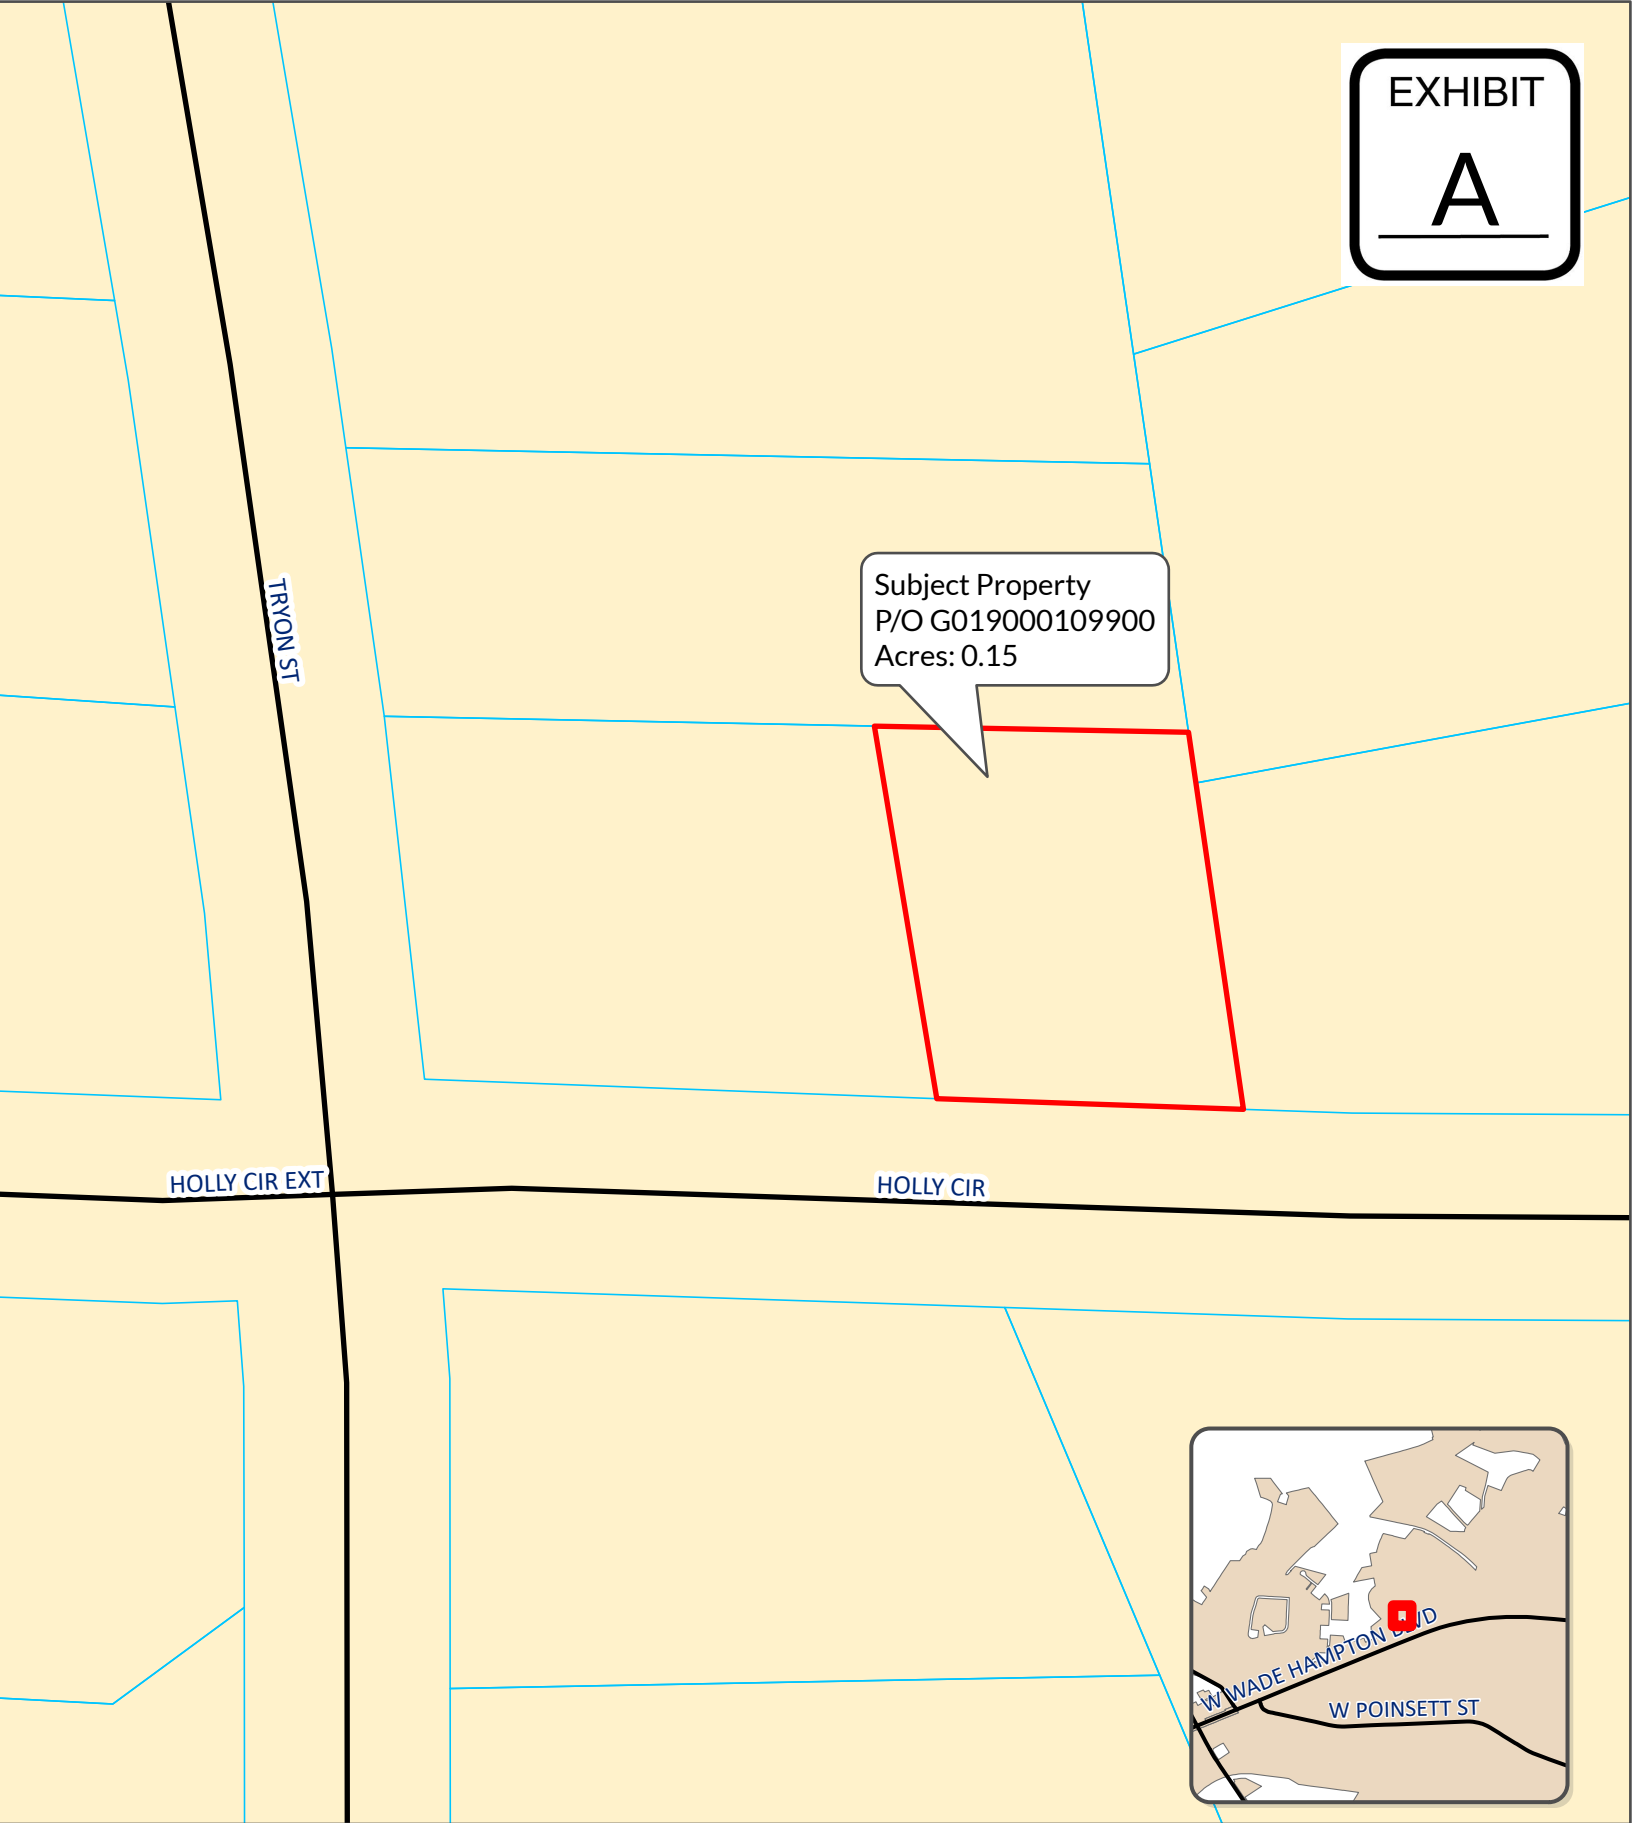 EXHIBIT
A
Subject Property
P/O G019000109900
Acres: 0.15
TRYON ST
HOLLY CIR EXT
HOLLY CIR
W WADE HAMPTON
W POINSETT ST